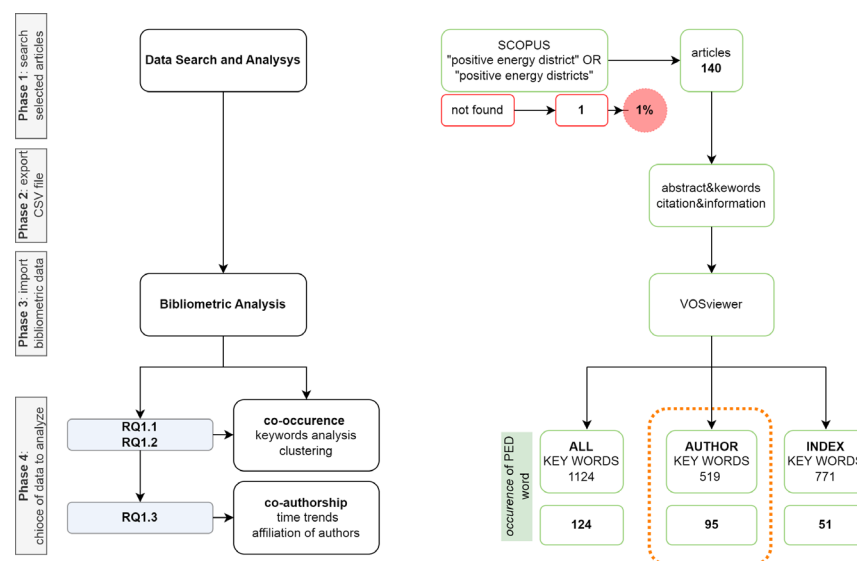 Phase 1: search
selected articles
Data Search and Analysys
SCOPUS
"positive energy district" OR
"positive energy districts"
articles
140
not found
1
1%
Phase 2: export
CSV file
abstract&kewords
citation&information
Phase 3: import
bibliometric data
Bibliometric Analysis
VOSviewer
Phase 4:
chioce of data to analyze
RQ1.1
RQ1.2
co-occurence
keywords analysis
clustering
RQ1.3
co-authorship
time trends
affiliation of authors
occurence of PED
word
ALL
KEY WORDS
1124
AUTHOR
KEY WORDS
519
INDEX
KEY WORDS
771
124
95
51